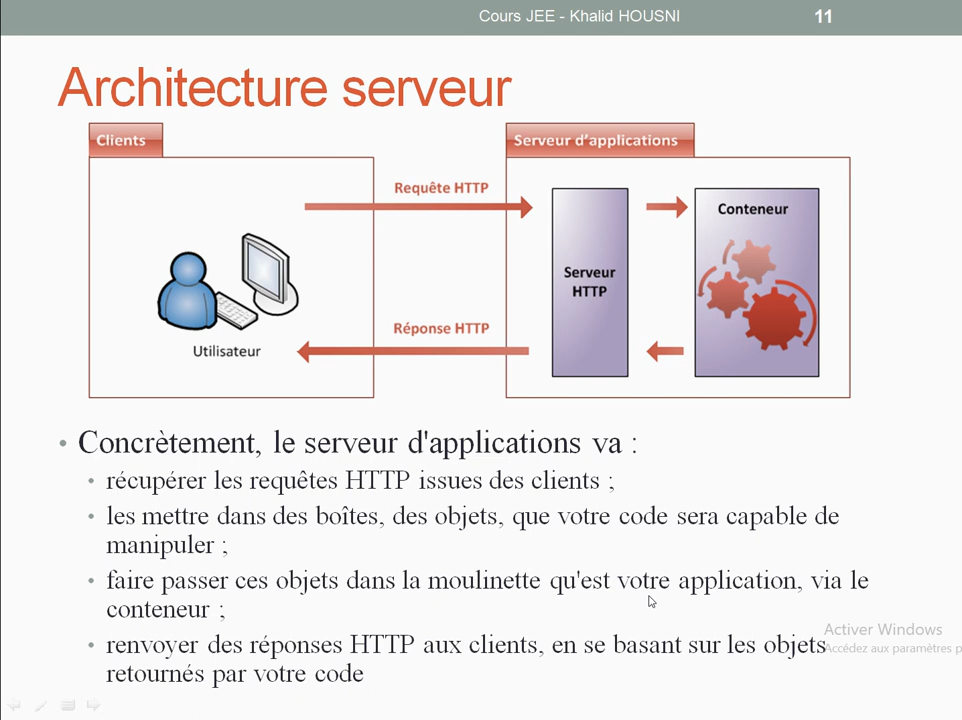 Cours JEE - Khalid HOUSNI
11
Architecture serveur
Clients
Serveur d'applications
Requête HTTP
Conteneur
Serveur
HTTP
Réponse HTTP
Utilisateur
• Concrètement, le serveur d'applications va :
• récupérer les requêtes HTTP issues des clients ;
• les mettre dans des boîtes, des objets, que votre code sera capable de
manipuler ;
• faire passer ces objets dans la moulinette qu'est votre application, via le
conteneur ;
• renvoyer des réponses HTTP aux clients, en se basant sur les objets
retournés par votre code
Activer Windows
Accédez aux paramètres p